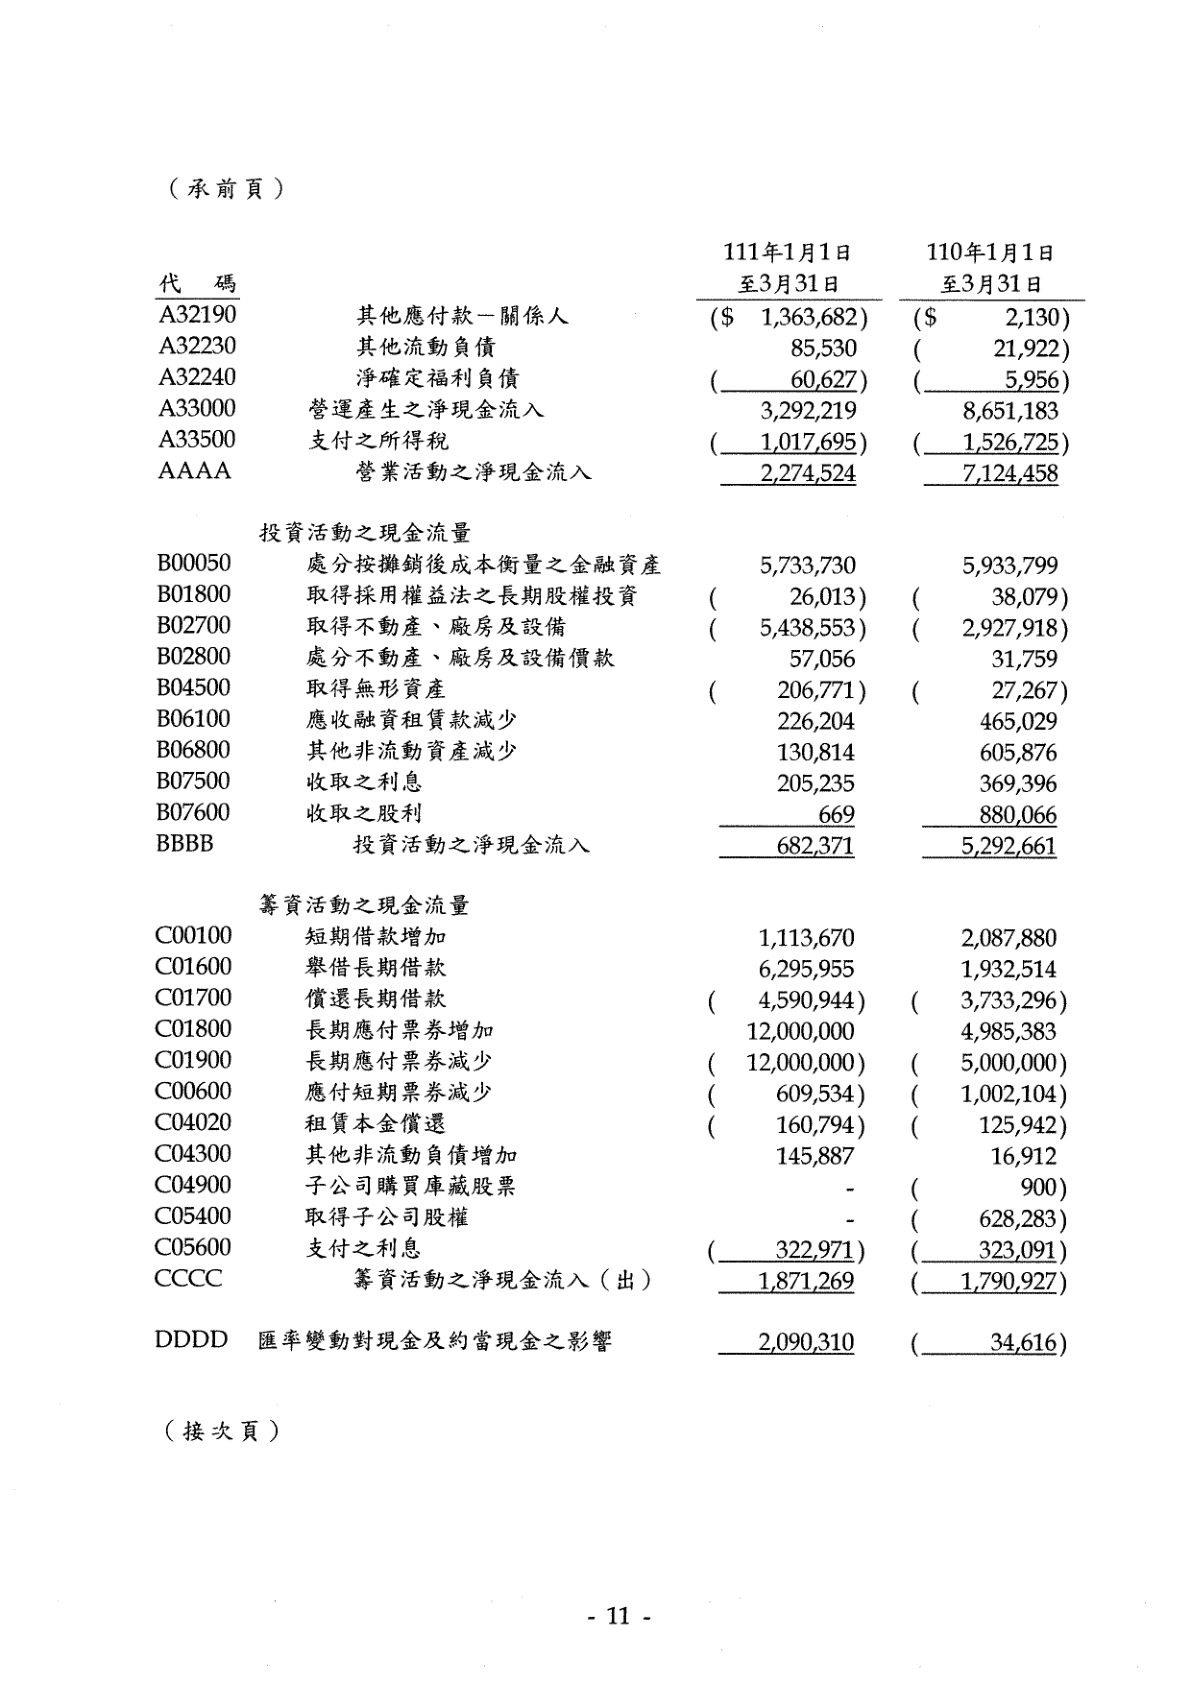 （承前頁）
111年1月1日 110年1月1日
代 碼 至3月31日 至3月31日
A32190 其他應付款－關係人 ($ 1,363,682) ($ 2,130)
A32230 其他流動負債 85,530 ( 21,922)
A32240 淨確定福利負債 ( 60,627) ( 5,956)
A33000 營運產生之淨現金流入 3,292,219 8,651,183
A33500 支付之所得稅 ( 1,017,695) ( 1,526,725)
AAAA 營業活動之淨現金流入 2,274,524 7,124,458
投資活動之現金流量
B00050 處分按攤銷後成本衡量之金融資產 5,733,730 5,933,799
B01800 取得採用權益法之長期股權投資 ( 26,013) ( 38,079)
B02700 取得不動產、廠房及設備 ( 5,438,553) ( 2,927,918)
B02800 處分不動產、廠房及設備價款 57,056 31,759
B04500 取得無形資產 ( 206,771) ( 27,267)
B06100 應收融資租賃款減少 226,204 465,029
B06800 其他非流動資產減少 130,814 605,876
B07500 收取之利息 205,235 369,396
B07600 收取之股利 669 880,066
BBBB 投資活動之淨現金流入 682,371 5,292,661
籌資活動之現金流量
C00100 短期借款增加 1,113,670 2,087,880
C01600 舉借長期借款 6,295,955 1,932,514
C01700 償還長期借款 ( 4,590,944) ( 3,733,296)
C01800 長期應付票券增加 12,000,000 4,985,383
C01900 長期應付票券減少 ( 12,000,000) ( 5,000,000)
C00600 應付短期票券減少 ( 609,534) ( 1,002,104)
C04020 租賃本金償還 ( 160,794) ( 125,942)
C04300 其他非流動負債增加 145,887 16,912
C04900 子公司購買庫藏股票 - ( 900)
C05400 取得子公司股權 - ( 628,283)
C05600 支付之利息 ( 322,971) ( 323,091)
CCCC 籌資活動之淨現金流入（出） 1,871,269 ( 1,790,927)
DDDD 匯率變動對現金及約當現金之影響 2,090,310 ( 34,616)
（接次頁）
- 11 -